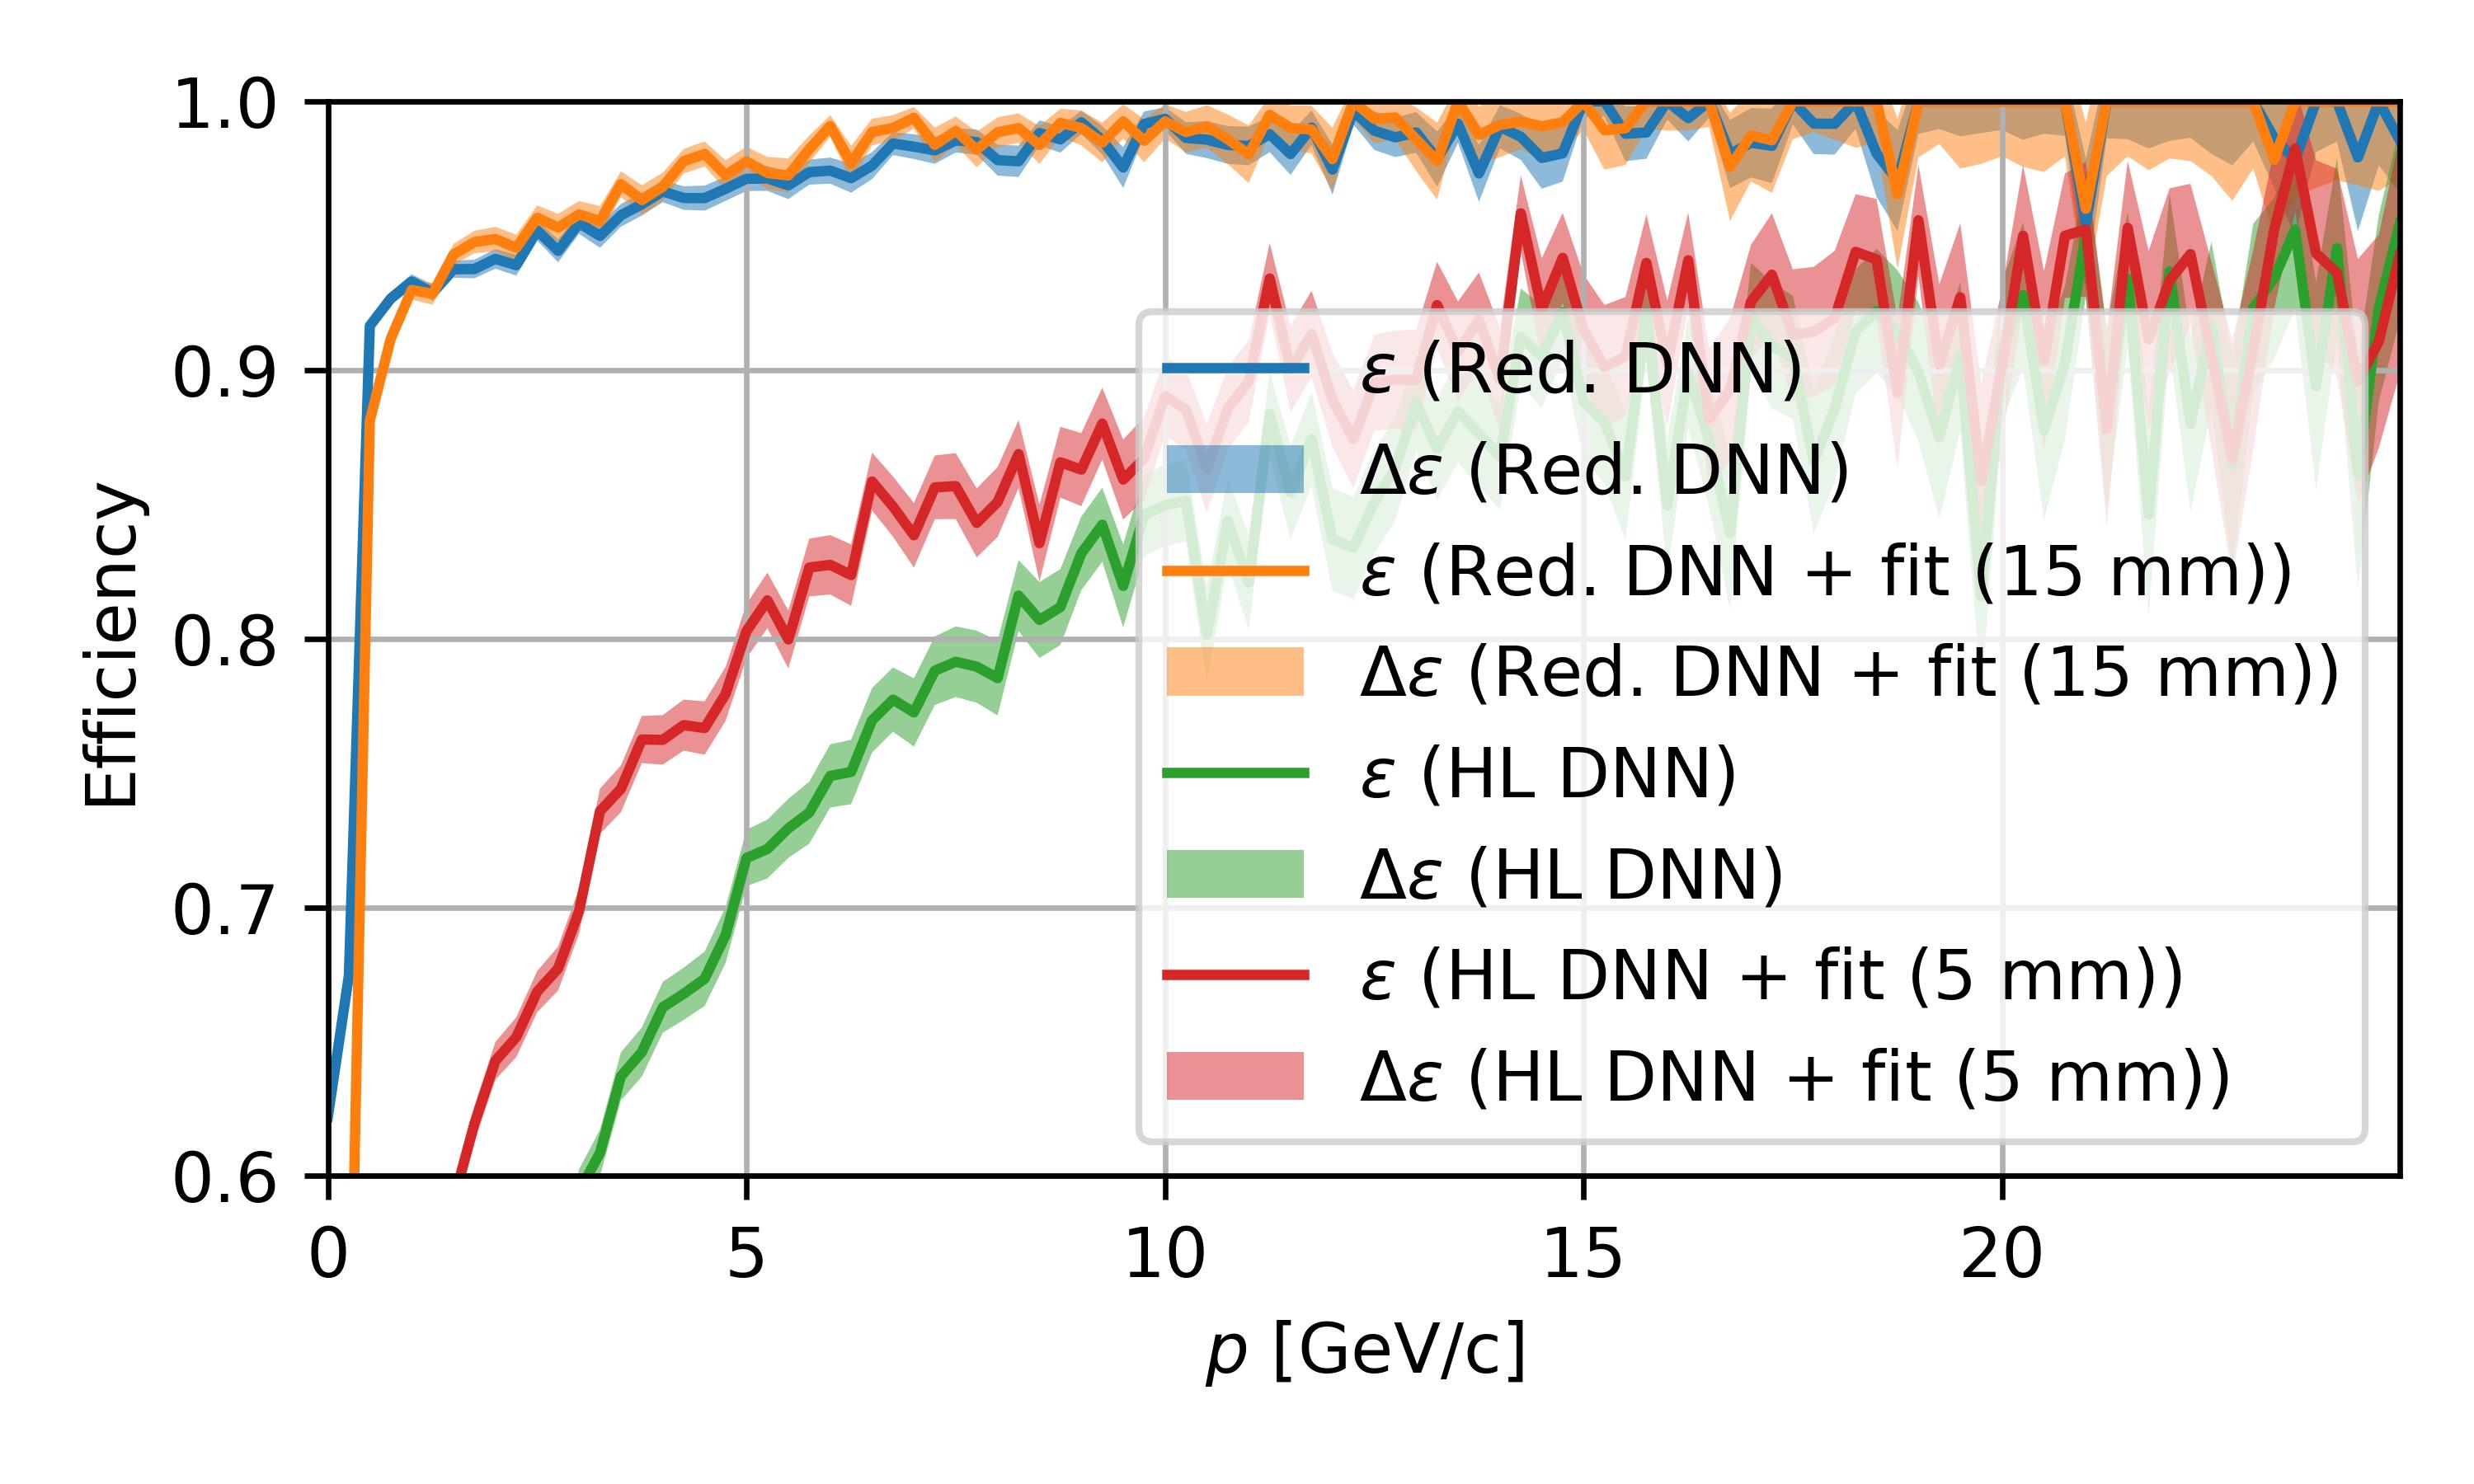 1.0
0.9
0.8
0.7
0.6
Efficiency
0
5
10
15
20
p [GeV/c]
ε (Red. DNN)
Δε (Red. DNN)
ε (Red. DNN + fit (15 mm))
Δε (Red. DNN + fit (15 mm))
ε (HL DNN)
Δε (HL DNN)
ε (HL DNN + fit (5 mm))
Δε (HL DNN + fit (5 mm))